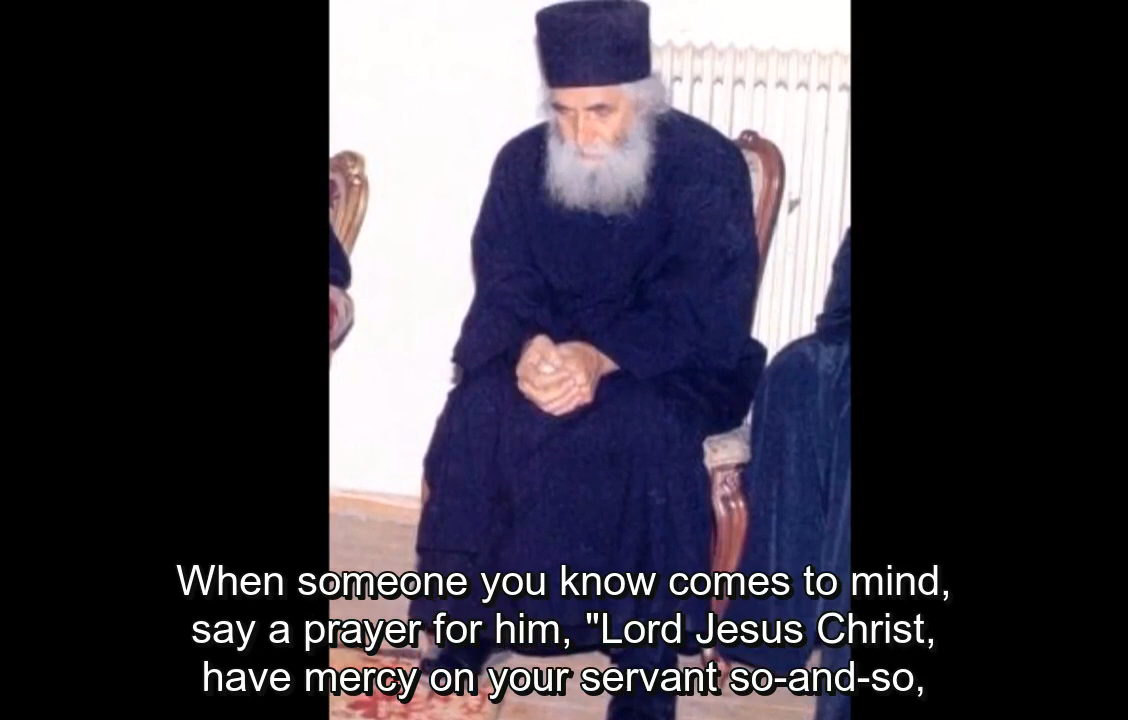 When someone you know comes to mind,
say a prayer for him, "Lord Jesus Christ,
have mercy on your servant so-and-so,